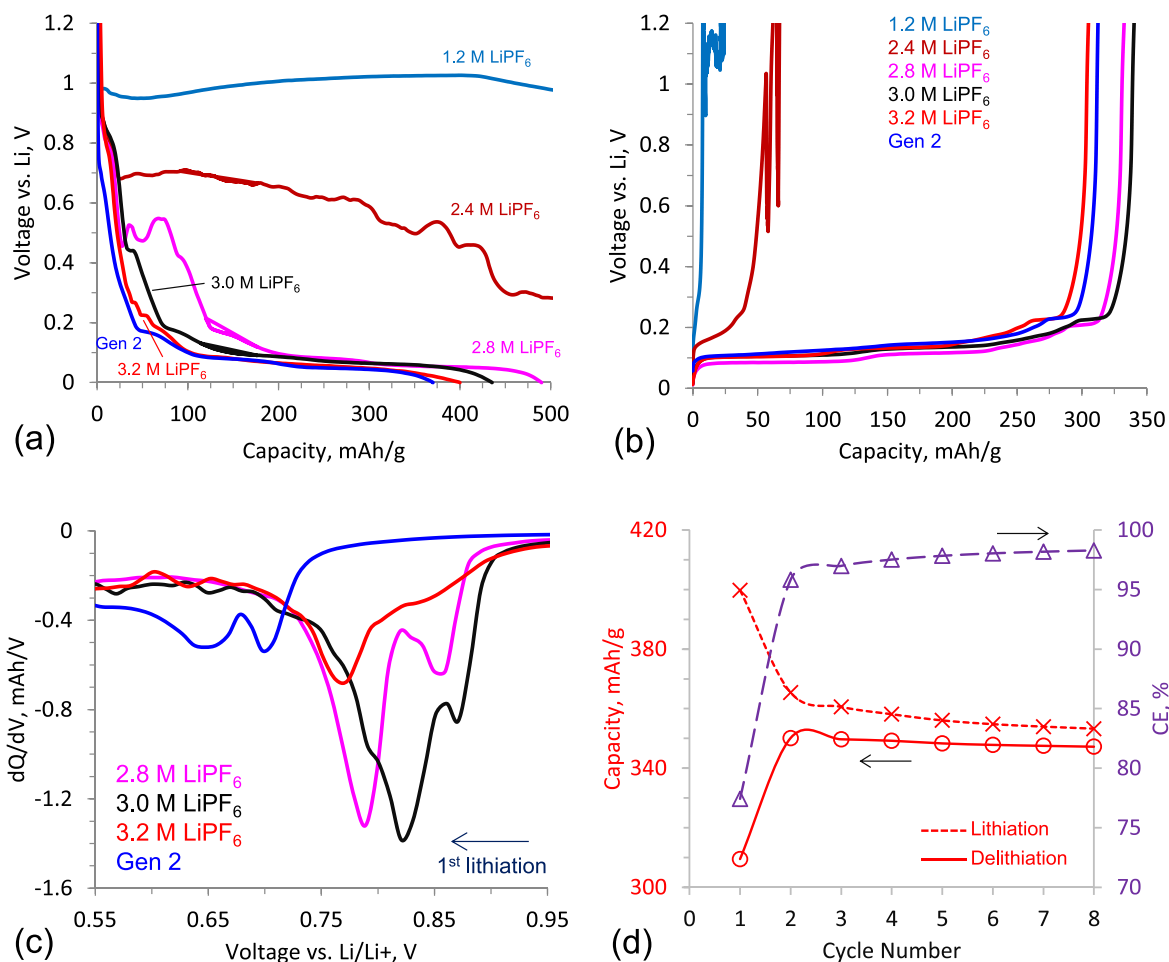 1.2
1
0.8
0.6
0.4
0.2
0
Voltage vs. Li, V
1.2 M LiPF6
2.4 M LiPF6
3.0 M LiPF6
Gen 2
3.2 M LiPF6
2.8 M LiPF6
0 100 200 300 400 500
Capacity, mAh/g
(a)
1.2
1
0.8
0.6
0.4
0.2
0
Voltage vs. Li, V
1.2 M LiPF6
2.4 M LiPF6
2.8 M LiPF6
3.0 M LiPF6
3.2 M LiPF6
Gen 2
0 50 100 150 200 250 300 350
Capacity, mAh/g
(b)
0
-0.4
-0.8
-1.2
-1.6
dQ/dV, mAh/V
2.8 M LiPF6
3.0 M LiPF6
3.2 M LiPF6
Gen 2
1st lithiation
0.55 0.65 0.75 0.85 0.95
Voltage vs. Li/Li+, V
(c)
420
380
340
300
Capacity, mAh/g
100
95
90
85
80
75
70
CE, %
Lithiation
Delithiation
0 1 2 3 4 5 6 7 8
Cycle Number
(d)